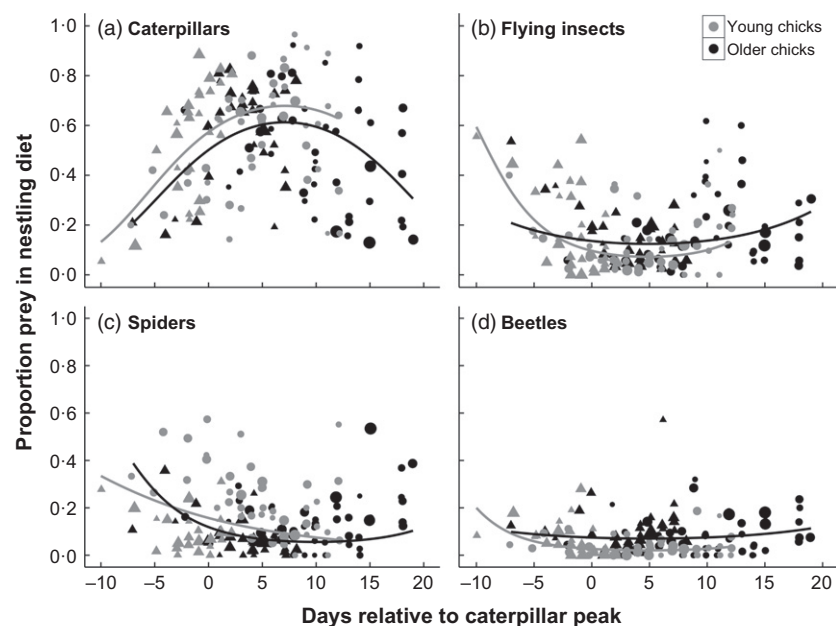 (a) Caterpillars
(b) Flying insects
Young chicks
Older chicks
1·0
0·8
0·6
0·4
0·2
0·0
(c) Spiders
(d) Beetles
1·0
0·8
0·6
0·4
0·2
0·0
Proportion prey in nestling diet
–10 –5 0 5 10 15 20 –10 –5 0 5 10 15 20
Days relative to caterpillar peak